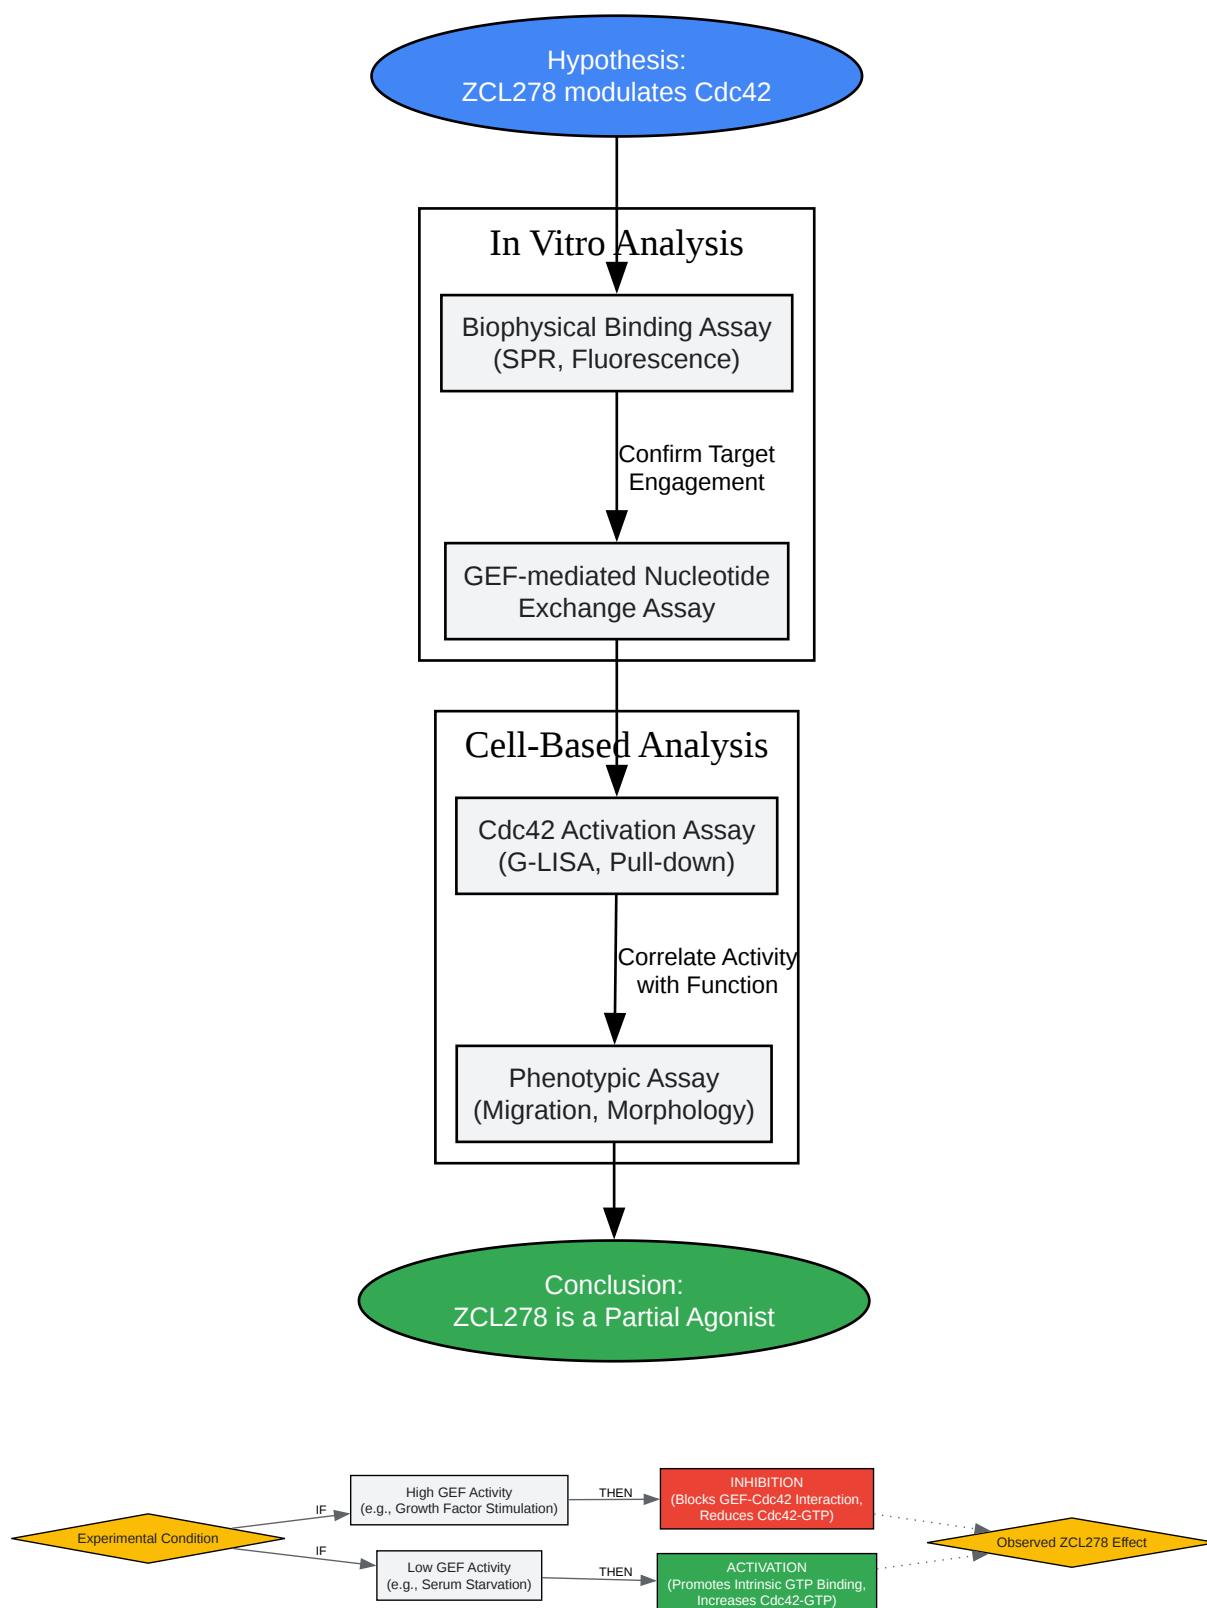 Hypothesis:
ZCL278 modulates Cdc42
In Vitro Analysis
Biophysical Binding Assay
(SPR, Fluorescence)
Confirm Target
Engagement
GEF-mediated Nucleotide
Exchange Assay
Cell-Based Analysis
Cdc42 Activation Assay
(G-LISA, Pull-down)
Correlate Activity
with Function
Phenotypic Assay
(Migration, Morphology)
Conclusion:
ZCL278 is a Partial Agonist
Experimental Condition
IF
High GEF Activity
(e.g., Growth Factor Stimulation)
THEN
INHIBITION
(Blocks GEF-Cdc42 Interaction,
Reduces Cdc42-GTP)
IF
Low GEF Activity
(e.g., Serum Starvation)
THEN
ACTIVATION
(Promotes Intrinsic GTP Binding,
Increases Cdc42-GTP)
Observed ZCL278 Effect